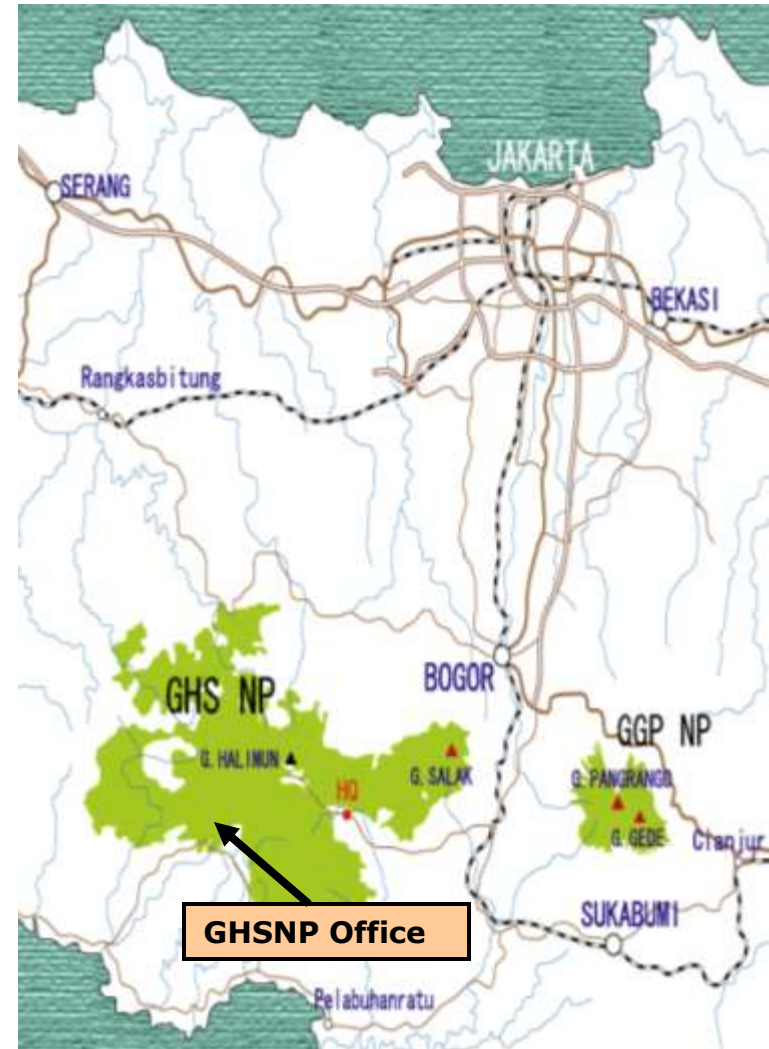 JAKARTA
SERANG
BEKASI
Rangkasbitung
BOGOR
GHS NP
GGP NP
G. HALIMUN
G. SALAK
G. PANGRANGO
HQ
G. GEDE
Cianjur
GHSNP Office
SUKABUMI
Pelabuhanratu